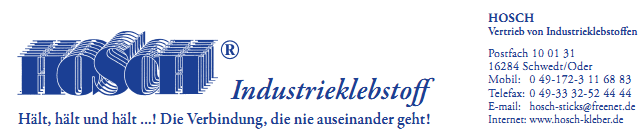 HOSCH®
Industrieklebstoff
Hält, hält und hält ...! Die Verbindung, die nie auseinander geht!
HOSCH
Vertrieb von Industrieklebstoffen
Postfach 10 01 31
16284 Schwedt/Oder
Mobil: 0 49-172-3 11 68 83
Telefax: 0 49-33 32-52 44 44
E-mail: hosch-sticks@freenet.de
Internet: www.hosch-kleber.de